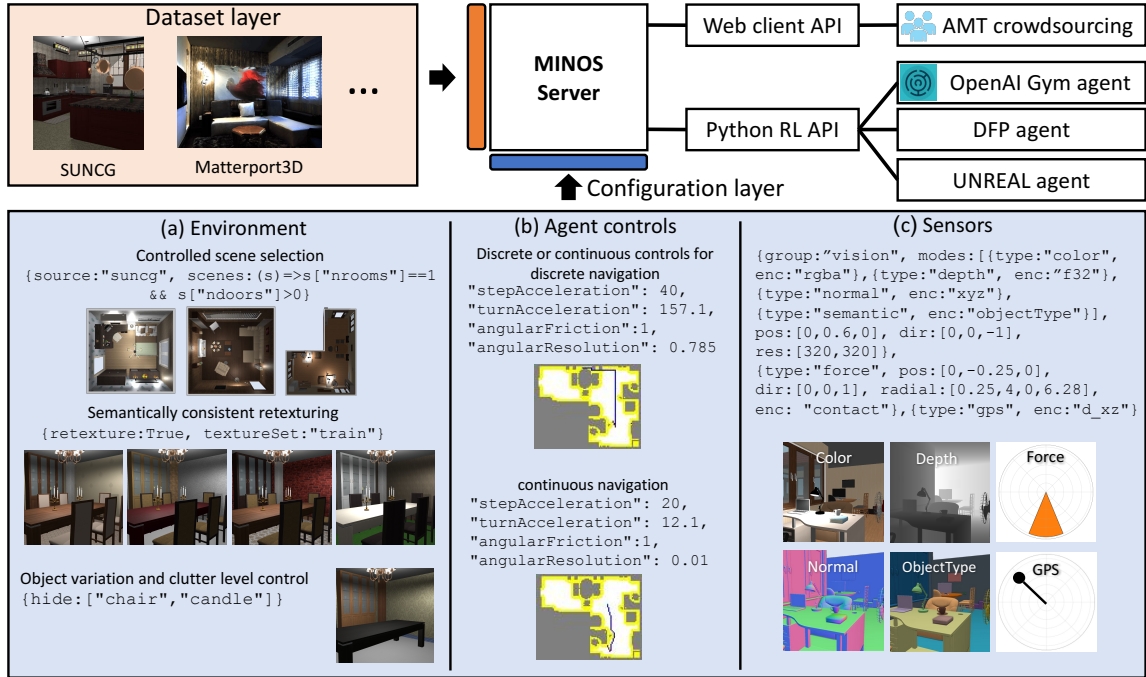 Dataset layer
SUNCG
Matterport3D
...
MINOS
Server
Web client API
AMT crowdsourcing
Python RL API
OpenAI Gym agent
DFP agent
UNREAL agent
Configuration layer
(a) Environment
Controlled scene selection
{source:"suncg", scenes:(s)=>s["nrooms"]==1
&& s["ndoors"]>0}
Semantically consistent retexturing
{retexture:True, textureSet:"train"}
Object variation and clutter level control
{hide:["chair","candle"]}
(b) Agent controls
Discrete or continuous controls for
discrete navigation
"stepAcceleration": 40,
"turnAcceleration": 157.1,
"angularFriction":1,
"angularResolution": 0.785
continuous navigation
"stepAcceleration": 20,
"turnAcceleration": 12.1,
"angularFriction":1,
"angularResolution": 0.01
(c) Sensors
{group:”vision", modes:[{type:"color",
enc:"rgba"},{type:"depth", enc:”f32"},
{type:"normal", enc:"xyz"},
{type:"semantic", enc:"objectType"}],
pos:[0,0.6,0], dir:[0,0,-1],
res:[320,320]},
{type:"force", pos:[0,-0.25,0],
dir:[0,0,1], radial:[0.25,4,0,6.28],
enc: "contact"},{type:"gps", enc:"d_xz"}
Color
Depth
Force
Normal
ObjectType
GPS